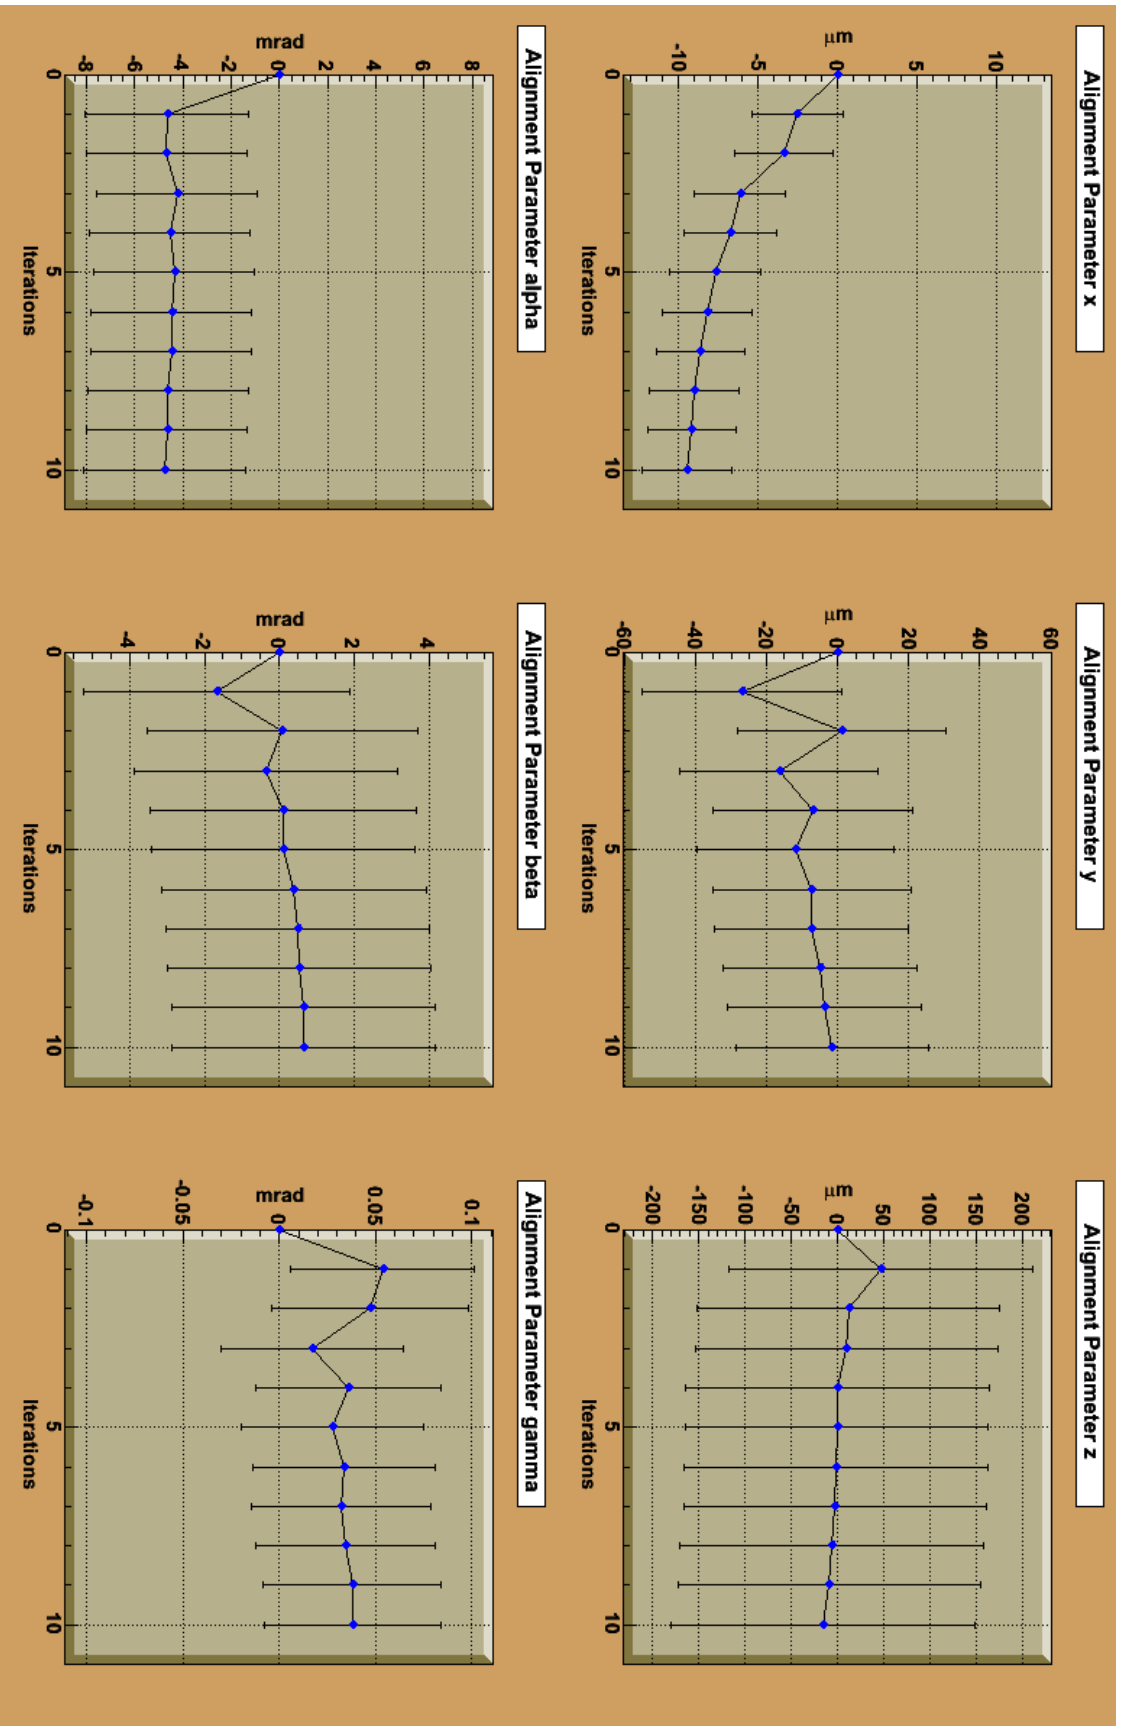 Alignment Parameter x
μm
10
5
0
-5
-10
0 5 10
Iterations
Alignment Parameter y
μm
60
40
20
0
-20
-40
-60
0 5 10
Iterations
Alignment Parameter z
μm
200
150
100
50
0
-50
-100
-150
-200
0 5 10
Iterations
Alignment Parameter alpha
mrad
8
6
4
2
0
-2
-4
-6
-8
0 5 10
Iterations
Alignment Parameter beta
mrad
4
2
0
-2
-4
0 5 10
Iterations
Alignment Parameter gamma
mrad
0.1
0.05
0
-0.05
-0.1
0 5 10
Iterations